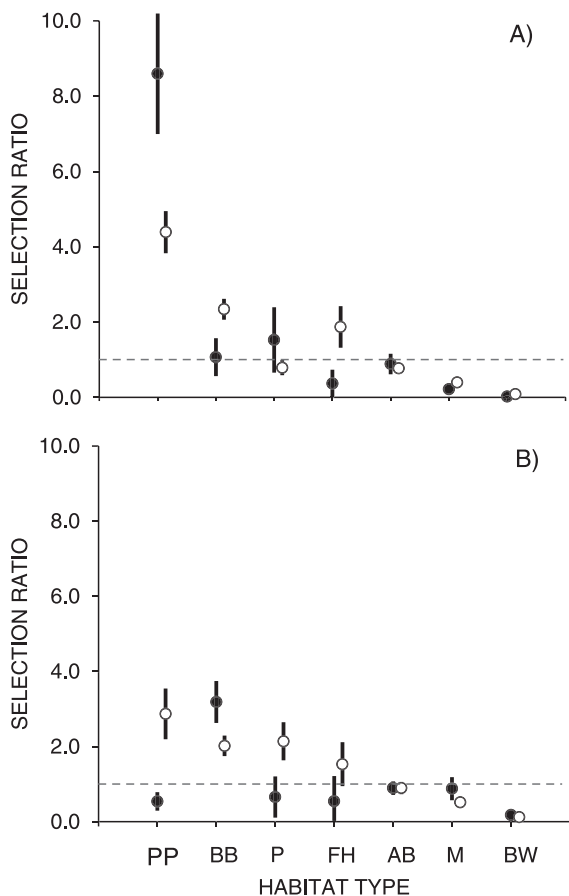 A)
10.0
8.0
6.0
4.0
2.0
0.0
SELECTION RATIO
B)
10.0
8.0
6.0
4.0
2.0
0.0
SELECTION RATIO
PP BB P FH AB M BW
HABITAT TYPE